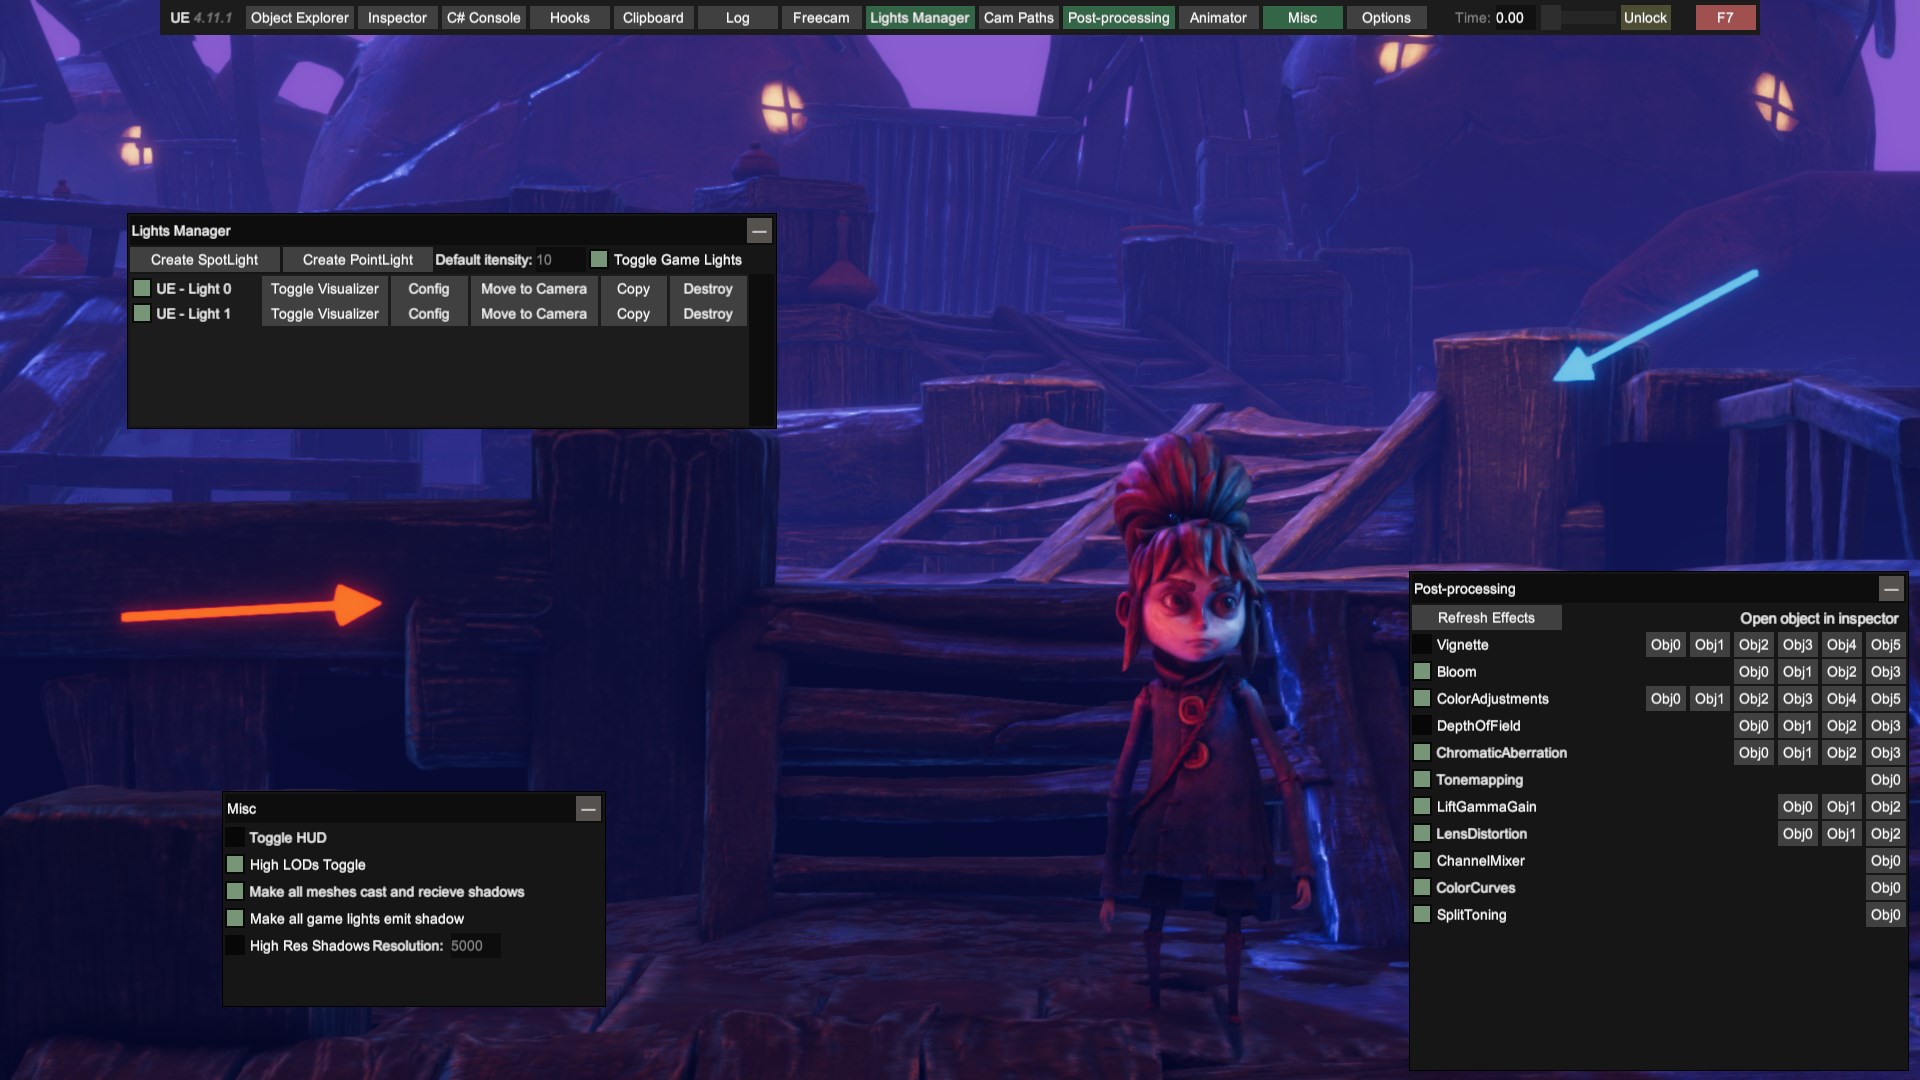 UE 4.11.1 Object Explorer Inspector C# Console Hooks Clipboard Log Freecam Lights Manager Cam Paths Post-processing Animator Misc Options Time: 0.00 Unlock F7
Lights Manager —
Create SpotLight Create PointLight Default itensity: 10 Toggle Game Lights
UE - Light 0 Toggle Visualizer Config Move to Camera Copy Destroy
UE - Light 1 Toggle Visualizer Config Move to Camera Copy Destroy
Post-processing —
Refresh Effects Open object in inspector
Vignette Obj0 Obj1 Obj2 Obj3 Obj4 Obj5
Bloom Obj0 Obj1 Obj2 Obj3
ColorAdjustments Obj0 Obj1 Obj2 Obj3 Obj4 Obj5
DepthOfField Obj0 Obj1 Obj2 Obj3
ChromaticAberration Obj0 Obj1 Obj2 Obj3
Tonemapping Obj0
LiftGammaGain Obj0 Obj1 Obj2
LensDistortion Obj0 Obj1 Obj2
ChannelMixer Obj0
ColorCurves Obj0
SplitToning Obj0
Misc —
Toggle HUD
High LODs Toggle
Make all meshes cast and recieve shadows
Make all game lights emit shadow
High Res Shadows Resolution: 5000